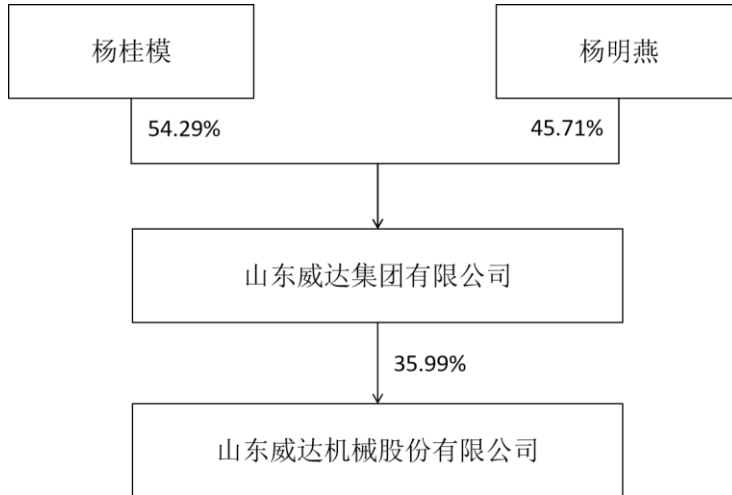 杨桂模
杨明燕
54.29%
45.71%
山东威达集团有限公司
35.99%
山东威达机械股份有限公司